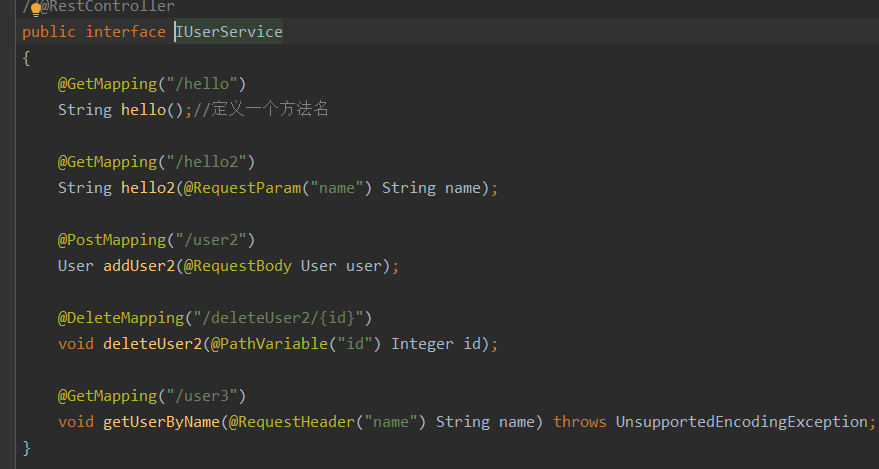 //@RestController
public interface IUserService
{
@GetMapping("/hello")
String hello();//定义一个方法名
@GetMapping("/hello2")
String hello2(@RequestParam("name") String name);
@PostMapping("/user2")
User addUser2(@RequestBody User user);
@DeleteMapping("/deleteUser2/{id}")
void deleteUser2(@PathVariable("id") Integer id);
@GetMapping("/user3")
void getUserByName(@RequestHeader("name") String name) throws UnsupportedEncodingException;
}